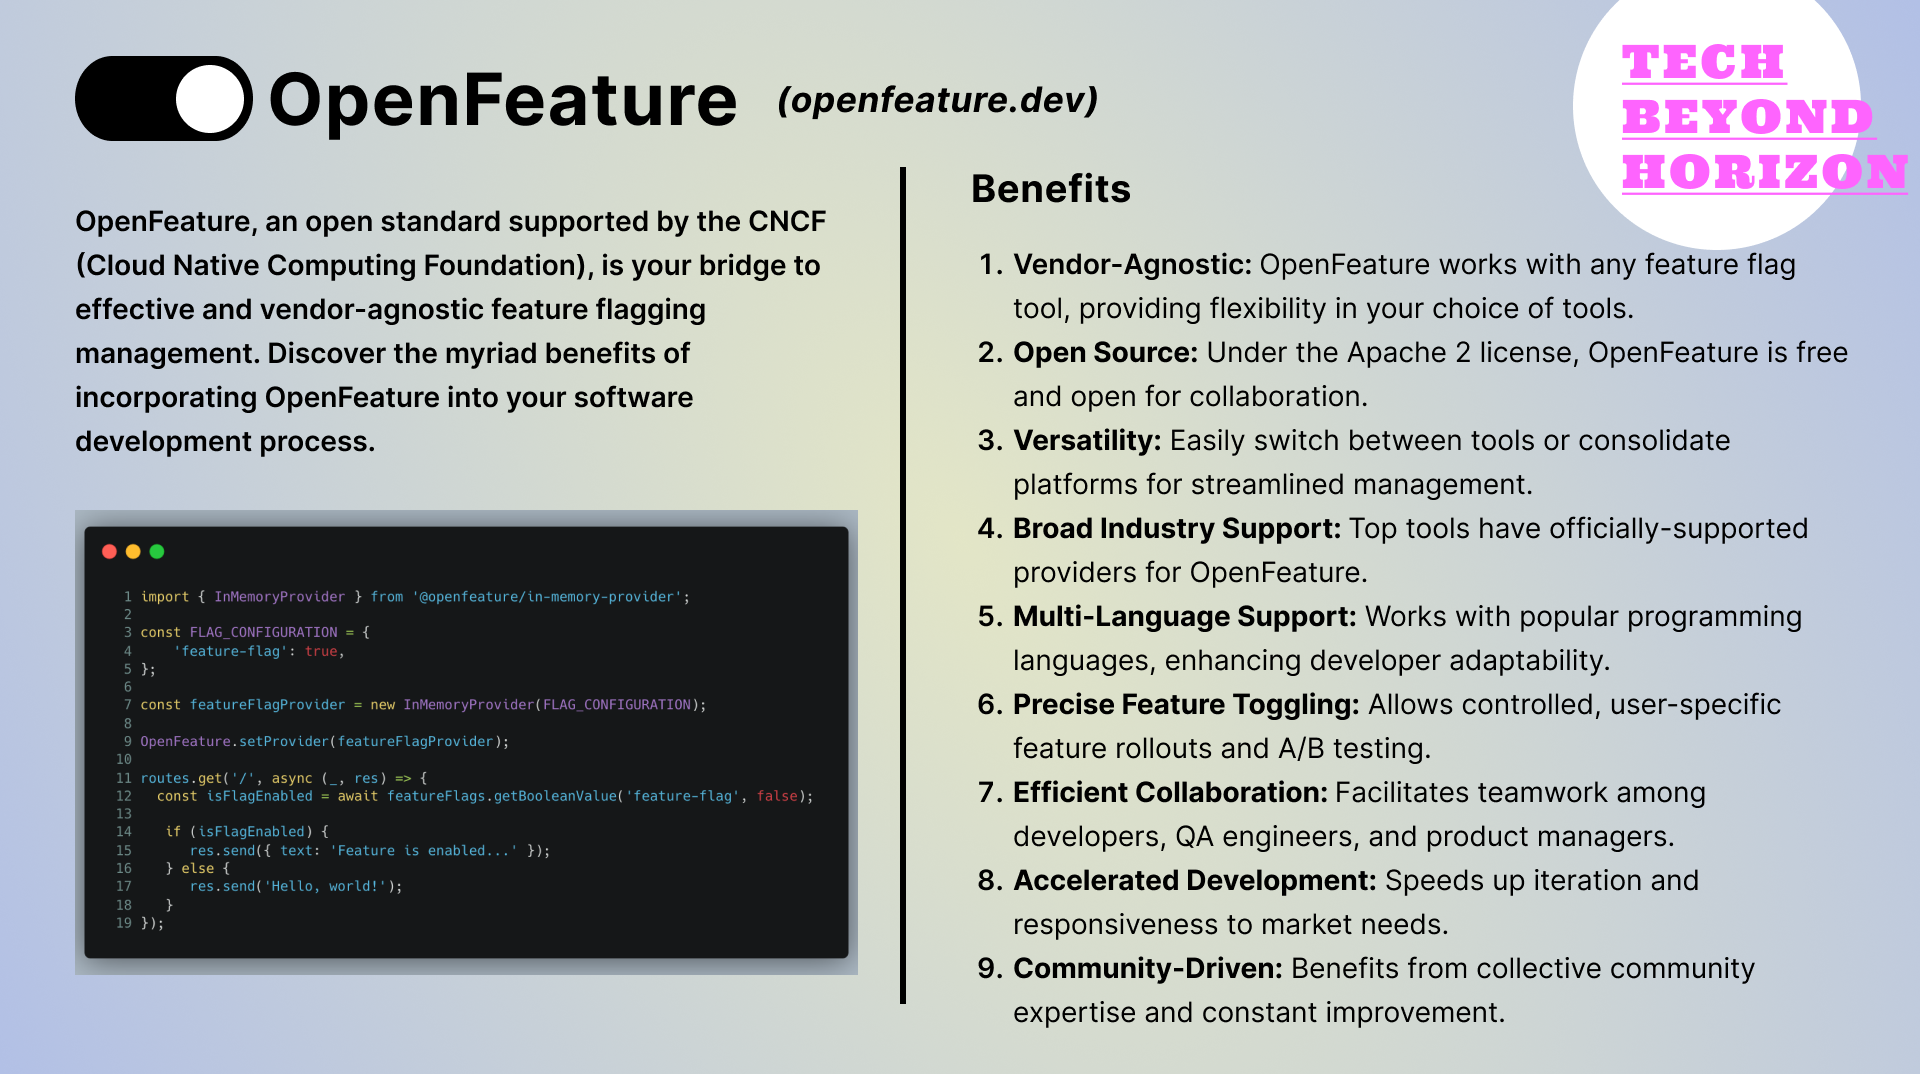 OpenFeature (openfeature.dev)
TECH
BEYOND
HORIZON
OpenFeature, an open standard supported by the CNCF
(Cloud Native Computing Foundation), is your bridge to
effective and vendor-agnostic feature flagging
management. Discover the myriad benefits of
incorporating OpenFeature into your software
development process.
1 import { InMemoryProvider } from '@openfeature/in-memory-provider';
2
3 const FLAG_CONFIGURATION = {
4     'feature-flag': true,
5 };
6
7 const featureFlagProvider = new InMemoryProvider(FLAG_CONFIGURATION);
8
9 OpenFeature.setProvider(featureFlagProvider);
10
11 routes.get('/', async (_, res) => {
12   const isFlagEnabled = await featureFlags.getBooleanValue('feature-flag', false);
13
14    if (isFlagEnabled) {
15       res.send({ text: 'Feature is enabled...' });
16    } else {
17       res.send('Hello, world!');
18    }
19 });
Benefits
1. Vendor-Agnostic: OpenFeature works with any feature flag
tool, providing flexibility in your choice of tools.
2. Open Source: Under the Apache 2 license, OpenFeature is free
and open for collaboration.
3. Versatility: Easily switch between tools or consolidate
platforms for streamlined management.
4. Broad Industry Support: Top tools have officially-supported
providers for OpenFeature.
5. Multi-Language Support: Works with popular programming
languages, enhancing developer adaptability.
6. Precise Feature Toggling: Allows controlled, user-specific
feature rollouts and A/B testing.
7. Efficient Collaboration: Facilitates teamwork among
developers, QA engineers, and product managers.
8. Accelerated Development: Speeds up iteration and
responsiveness to market needs.
9. Community-Driven: Benefits from collective community
expertise and constant improvement.